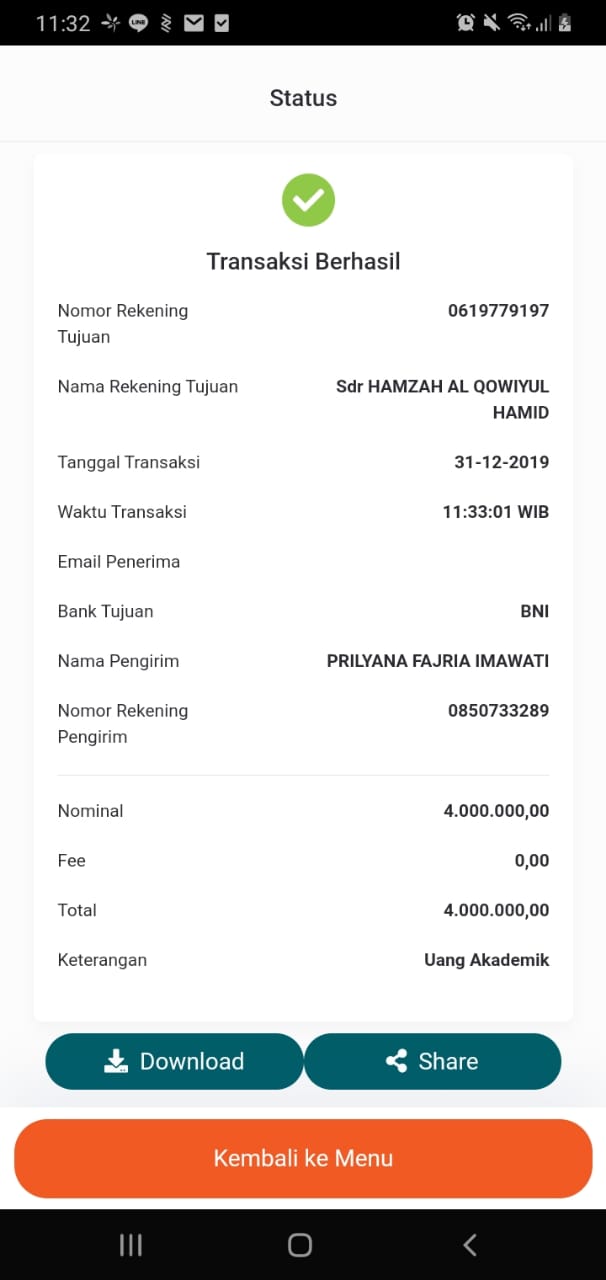 11:32
LINE
Status
Transaksi Berhasil
Nomor Rekening Tujuan 0619779197
Nama Rekening Tujuan Sdr HAMZAH AL QOWIYUL HAMID
Tanggal Transaksi 31-12-2019
Waktu Transaksi 11:33:01 WIB
Email Penerima
Bank Tujuan BNI
Nama Pengirim PRILYANA FAJRIA IMAWATI
Nomor Rekening Pengirim 0850733289
Nominal 4.000.000,00
Fee 0,00
Total 4.000.000,00
Keterangan Uang Akademik
Download Share
Kembali ke Menu